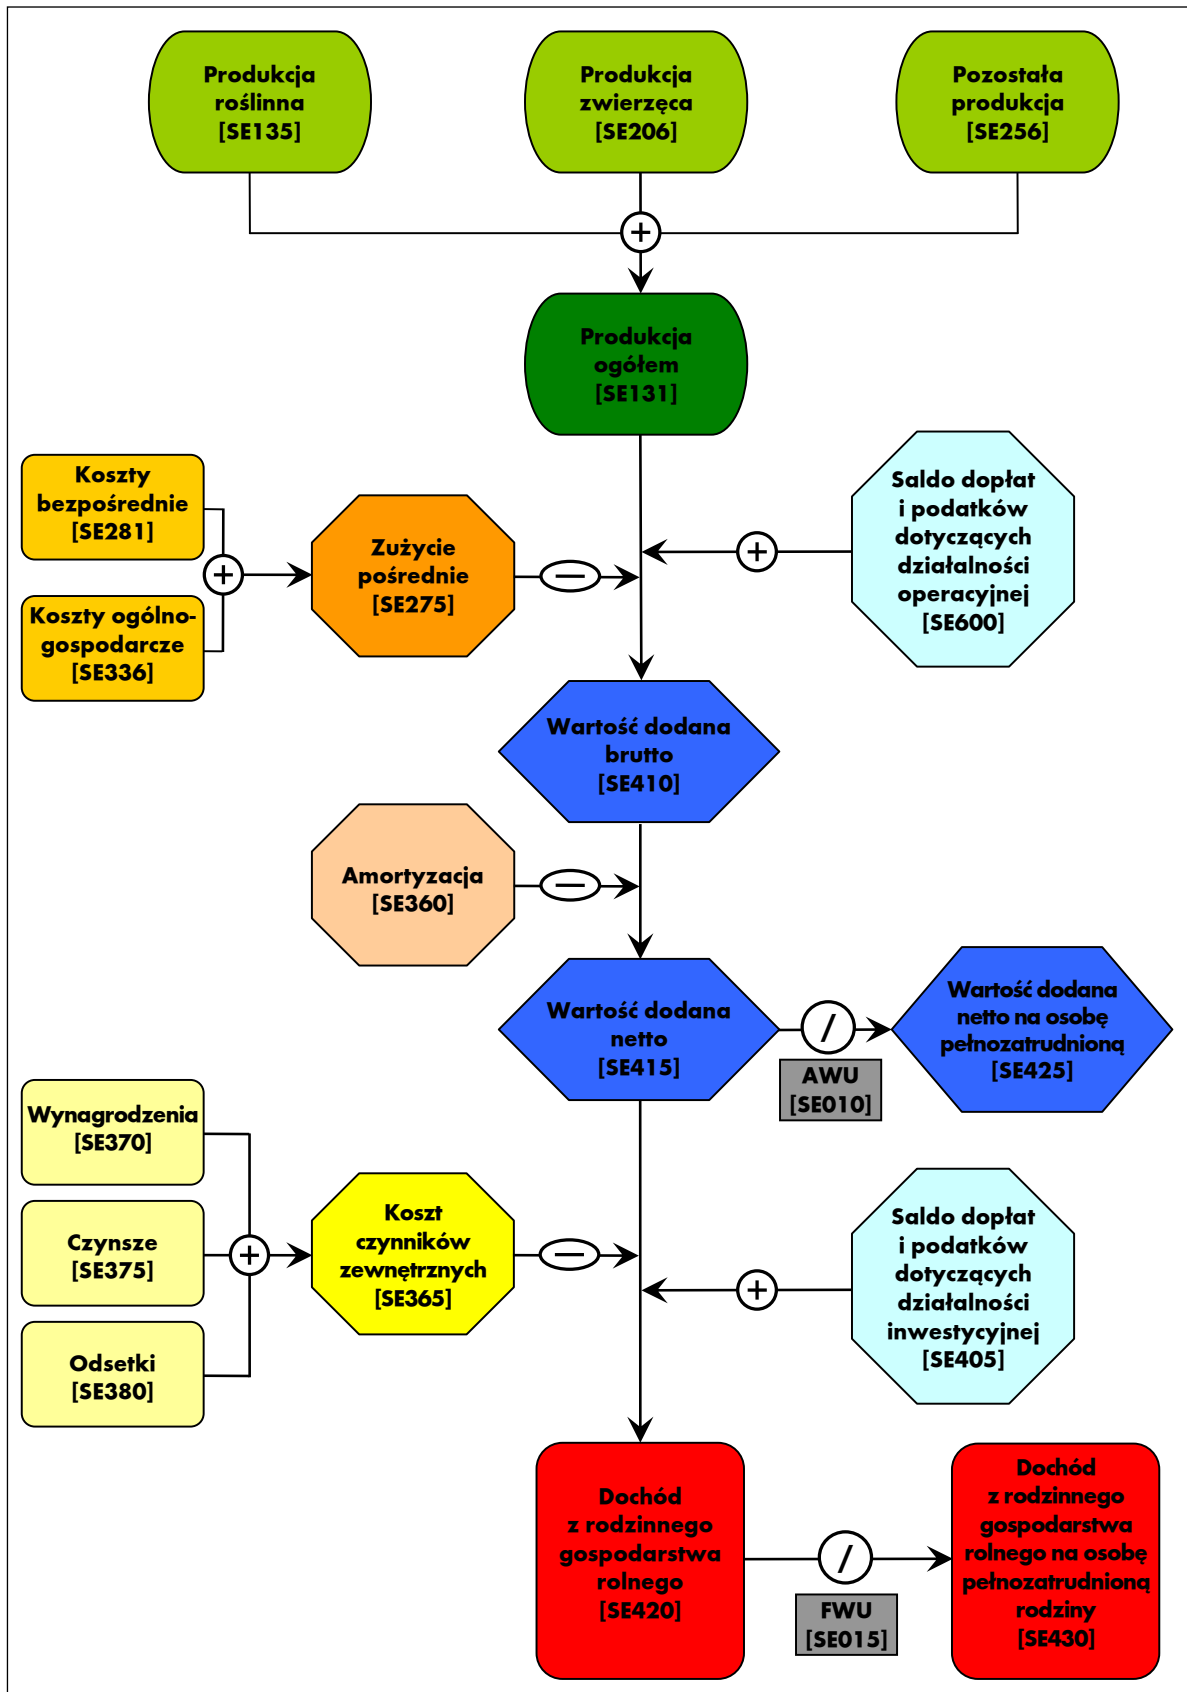 Produkcja
roślinna
[SE135]
Produkcja
zwierzęca
[SE206]
Pozostała
produkcja
[SE256]
+
Produkcja
ogółem
[SE131]
Koszty
bezpośrednie
[SE281]
+
Koszty ogólno-
gospodarcze
[SE336]
Zużycie
pośrednie
[SE275]
—
+
Saldo dopłat
i podatków
dotyczących
działalności
operacyjnej
[SE600]
Wartość dodana
brutto
[SE410]
Amortyzacja
[SE360]
—
Wartość dodana
netto
[SE415]
/
AWU
[SE010]
Wartość dodana
netto na osobę
pełnozatrudnioną
[SE425]
Wynagrodzenia
[SE370]
Czynsze
[SE375]
+
Odsetki
[SE380]
Koszt
czynników
zewnętrznych
[SE365]
—
+
Saldo dopłat
i podatków
dotyczących
działalności
inwestycyjnej
[SE405]
Dochód
z rodzinnego
gospodarstwa
rolnego
[SE420]
/
FWU
[SE015]
Dochód
z rodzinnego
gospodarstwa
rolnego na osobę
pełnozatrudnioną
rodziny
[SE430]